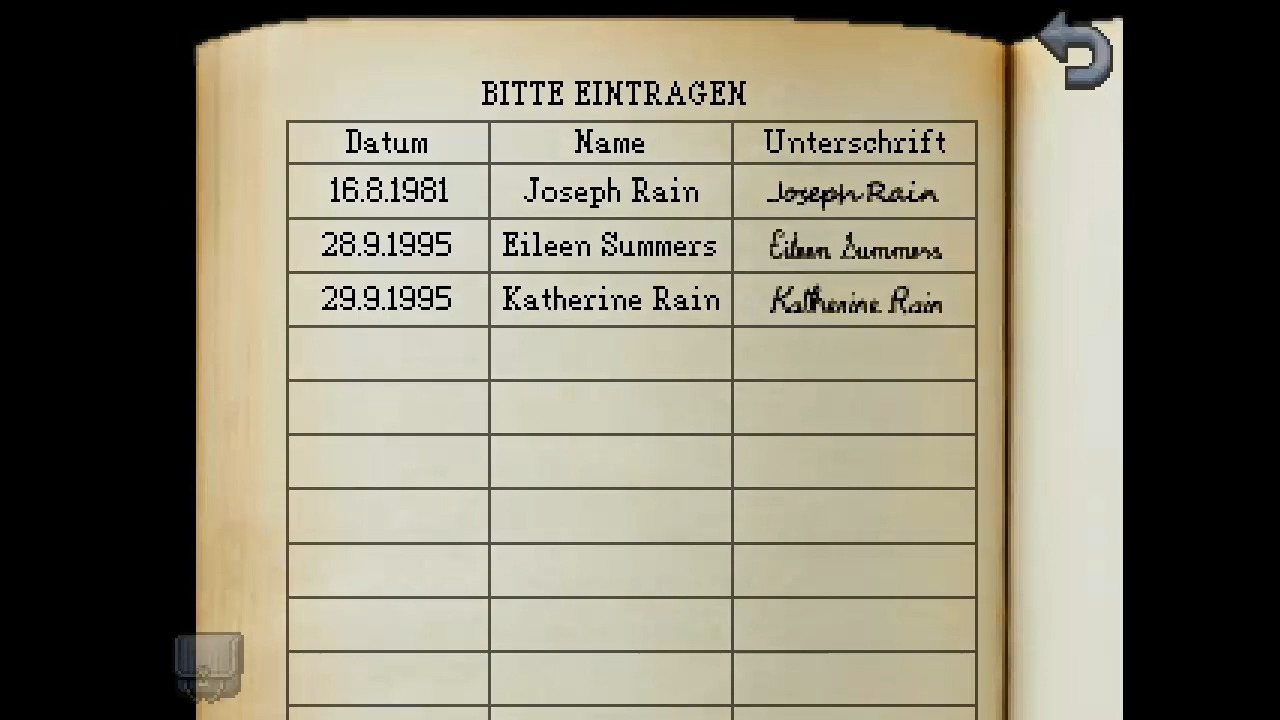 BITTE EINTRAGEN
Datum Name Unterschrift
16.8.1981 Joseph Rain Joseph Rain
28.9.1995 Eileen Summers Eileen Summers
29.9.1995 Katherine Rain Katherine Rain